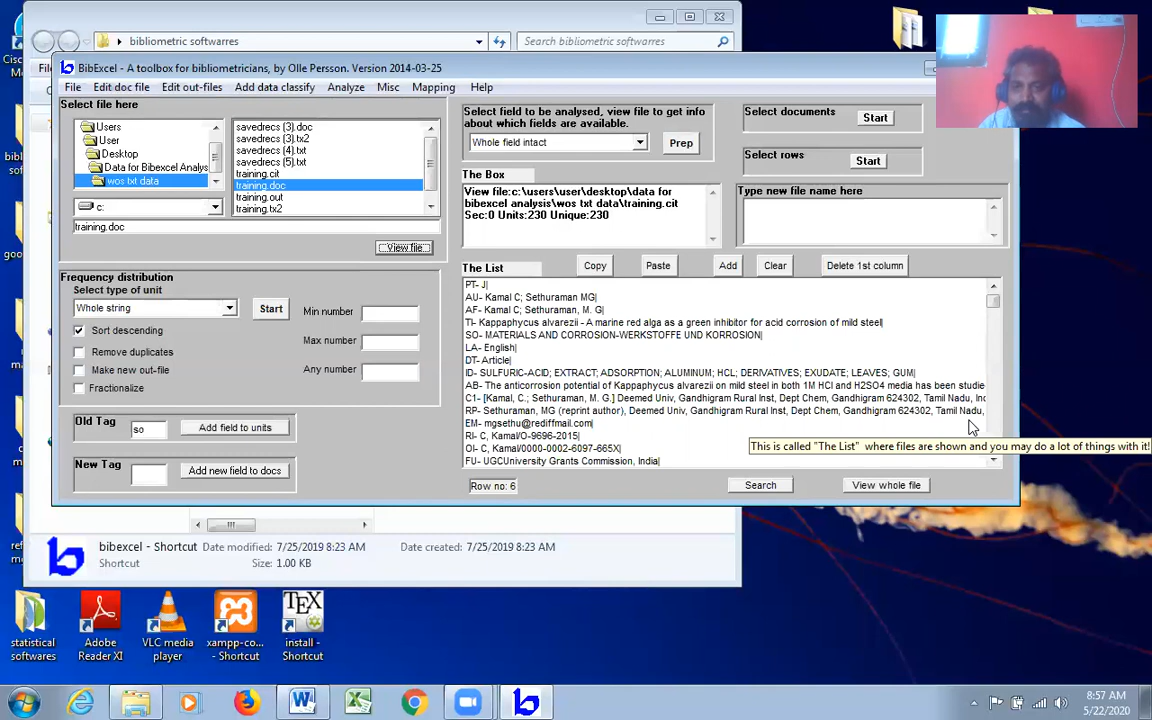 bibliometric softwarres
Search bibliometric softwarres
BibExcel - A toolbox for bibliometricians, by Olle Persson. Version 2014-03-25
File Edit doc file Edit out-files Add data classify Analyze Misc Mapping Help
Select file here
Users
User
Desktop
Data for Bibexcel Analys
wos txt data
c:
savedrecs (3).doc
savedrecs (3).tx2
savedrecs (4).txt
savedrecs (5).txt
training.cit
training.doc
training.out
training.tx2
training.doc
View file
Select field to be analysed, view file to get info
about which fields are available.
Whole field intact
Prep
Select documents
Start
Select rows
Start
The Box
View file:c:\users\user\desktop\data for
bibexcel analysis\wos txt data\training.cit
Sec:0 Units:230 Unique:230
Type new file name here
Frequency distribution
Select type of unit
Whole string
Start
Sort descending
Remove duplicates
Make new out-file
Fractionalize
Min number
Max number
Any number
Old Tag
so
Add field to units
New Tag
Add new field to docs
The List
Copy
Paste
Add
Clear
Delete 1st column
PT- J|
AU- Kamal C; Sethuraman MG|
AF- Kamal C; Sethuraman, M. G|
TI- Kappaphycus alvarezii - A marine red alga as a green inhibitor for acid corrosion of mild steel|
SO- MATERIALS AND CORROSION-WERKSTOFFE UND KORROSION|
LA- English|
DT- Article|
ID- SULFURIC-ACID; EXTRACT; ADSORPTION; ALUMINUM; HCL; DERIVATIVES; EXUDATE; LEAVES; GUM|
AB- The anticorrosion potential of Kappaphycus alvarezii on mild steel in both 1M HCl and H2SO4 media has been studie
C1- [Kamal, C.; Sethuraman, M. G.] Deemed Univ, Gandhigram Rural Inst, Dept Chem, Gandhigram 624302, Tamil Nadu, Inc
RP- Sethuraman, MG (reprint author), Deemed Univ, Gandhigram Rural Inst, Dept Chem, Gandhigram 624302, Tamil Nadu,
EM- mgsethu@rediffmail.com|
RI- C, Kamal/O-9696-2015|
OI- C, Kamal/0000-0002-6097-665X|
FU- UGCUniversity Grants Commission, India|
This is called "The List" where files are shown and you may do a lot of things with it!
Row no: 6
Search
View whole file
bibexcel - Shortcut Date modified: 7/25/2019 8:23 AM Date created: 7/25/2019 8:23 AM
Shortcut Size: 1.00 KB
statistical
softwares
Adobe
Reader XI
VLC media
player
xampp-co...
- Shortcut
install -
Shortcut
8:57 AM
5/22/2020